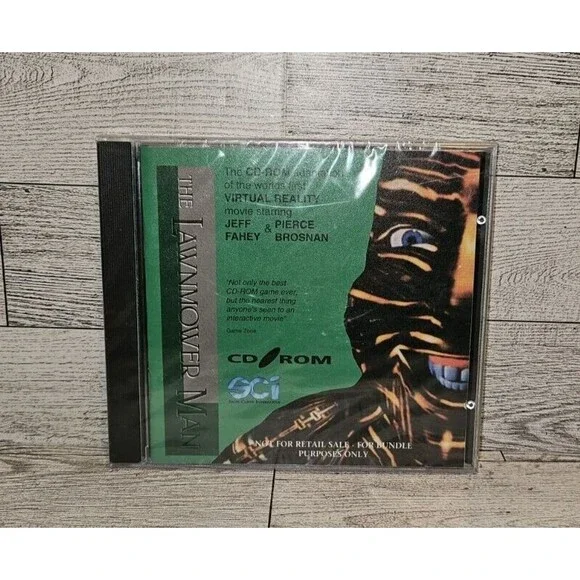 THE LAWNMOWER MAN
The CD-ROM adaptation
of the worlds first
VIRTUAL REALITY
movie starring
JEFF FAHEY & PIERCE BROSNAN
"Not only the best
CD-ROM game ever,
but the nearest thing
anyone's seen to an
interactive movie"
Game Zone
CD ROM
SCi
NOT FOR RETAIL SALE - FOR BUNDLE
PURPOSES ONLY